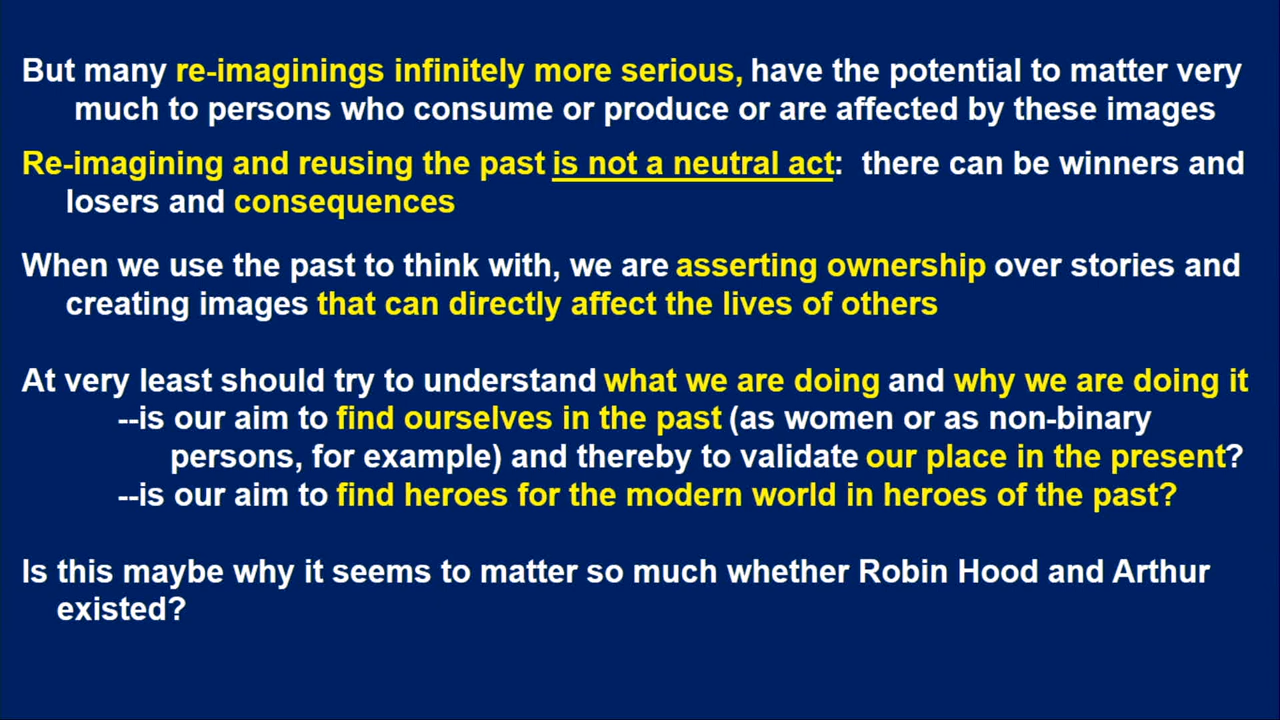 But many re-imaginings infinitely more serious, have the potential to matter very
much to persons who consume or produce or are affected by these images
Re-imagining and reusing the past is not a neutral act: there can be winners and
losers and consequences
When we use the past to think with, we are asserting ownership over stories and
creating images that can directly affect the lives of others
At very least should try to understand what we are doing and why we are doing it
--is our aim to find ourselves in the past (as women or as non-binary
persons, for example) and thereby to validate our place in the present?
--is our aim to find heroes for the modern world in heroes of the past?
Is this maybe why it seems to matter so much whether Robin Hood and Arthur
existed?